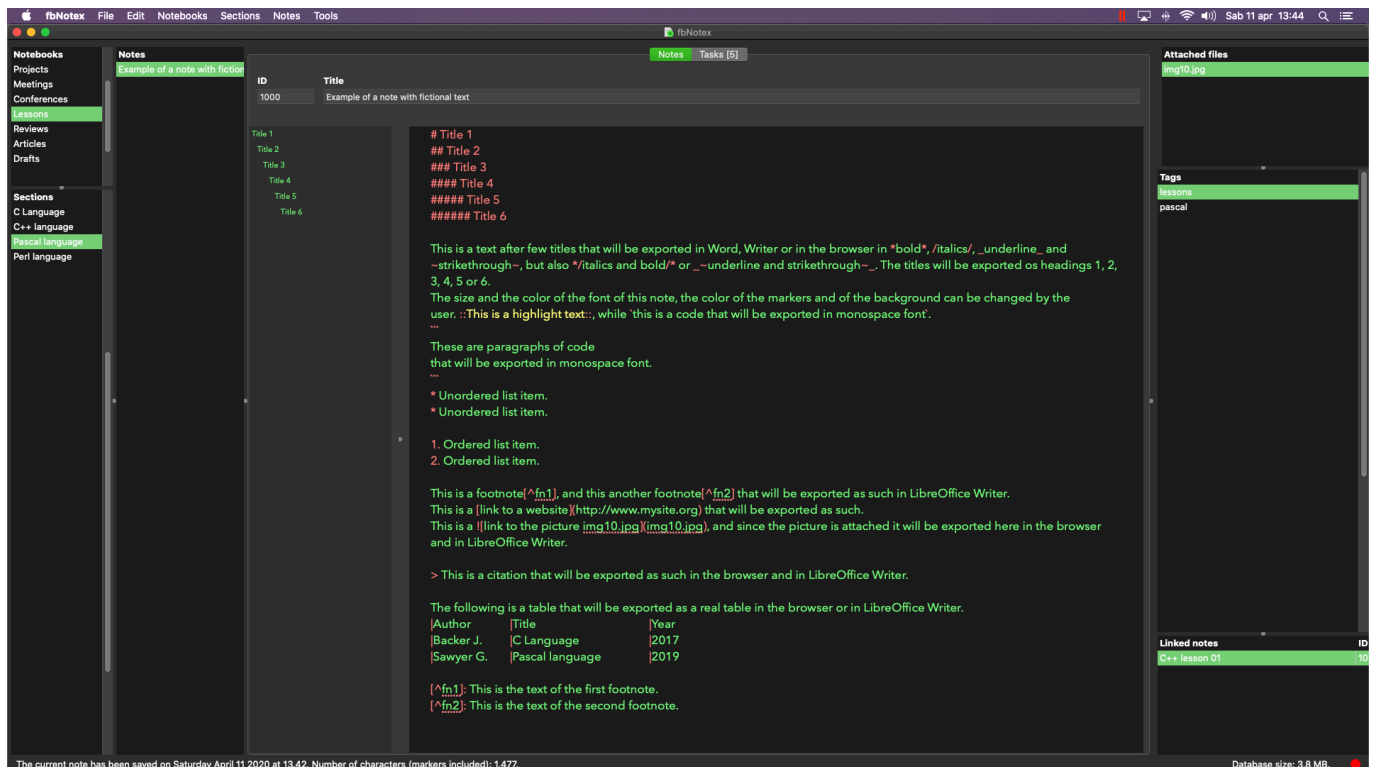 fbNotex File Edit Notebooks Sections Notes Tools
Sab 11 apr 13:44
fbNotex
Notebooks
Projects
Meetings
Conferences
Lessons
Reviews
Articles
Drafts
Sections
C Language
C++ language
Pascal language
Perl language
Notes
Example of a note with fiction
Notes Tasks [5]
ID Title
1000 Example of a note with fictional text
Title 1
Title 2
Title 3
Title 4
Title 5
Title 6
# Title 1
## Title 2
### Title 3
#### Title 4
##### Title 5
###### Title 6
This is a text after few titles that will be exported in Word, Writer or in the browser in *bold*, /italics/, _underline_ and
~strikethrough~, but also */italics and bold/* or _~underline and strikethrough~_. The titles will be exported os headings 1, 2,
3, 4, 5 or 6.
The size and the color of the font of this note, the color of the markers and of the background can be changed by the
user. ::This is a highlight text::, while `this is a code that will be exported in monospace font`.
```
These are paragraphs of code
that will be exported in monospace font.
```
* Unordered list item.
* Unordered list item.
1. Ordered list item.
2. Ordered list item.
This is a footnote[^fn1], and this another footnote[^fn2] that will be exported as such in LibreOffice Writer.
This is a [link to a website](http://www.mysite.org) that will be exported as such.
This is a ![link to the picture img10.jpg](img10.jpg), and since the picture is attached it will be exported here in the browser
and in LibreOffice Writer.
> This is a citation that will be exported as such in the browser and in LibreOffice Writer.
The following is a table that will be exported as a real table in the browser or in LibreOffice Writer.
|Author |Title |Year
|Backer J. |C Language |2017
|Sawyer G. |Pascal language |2019
[^fn1]: This is the text of the first footnote.
[^fn2]: This is the text of the second footnote.
Attached files
img10.jpg
Tags
lessons
pascal
Linked notes ID
C++ lesson 01 10
The current note has been saved on Saturday April 11 2020 at 13.42. Number of characters (markers included): 1.477.
Database size: 3.8 MB.